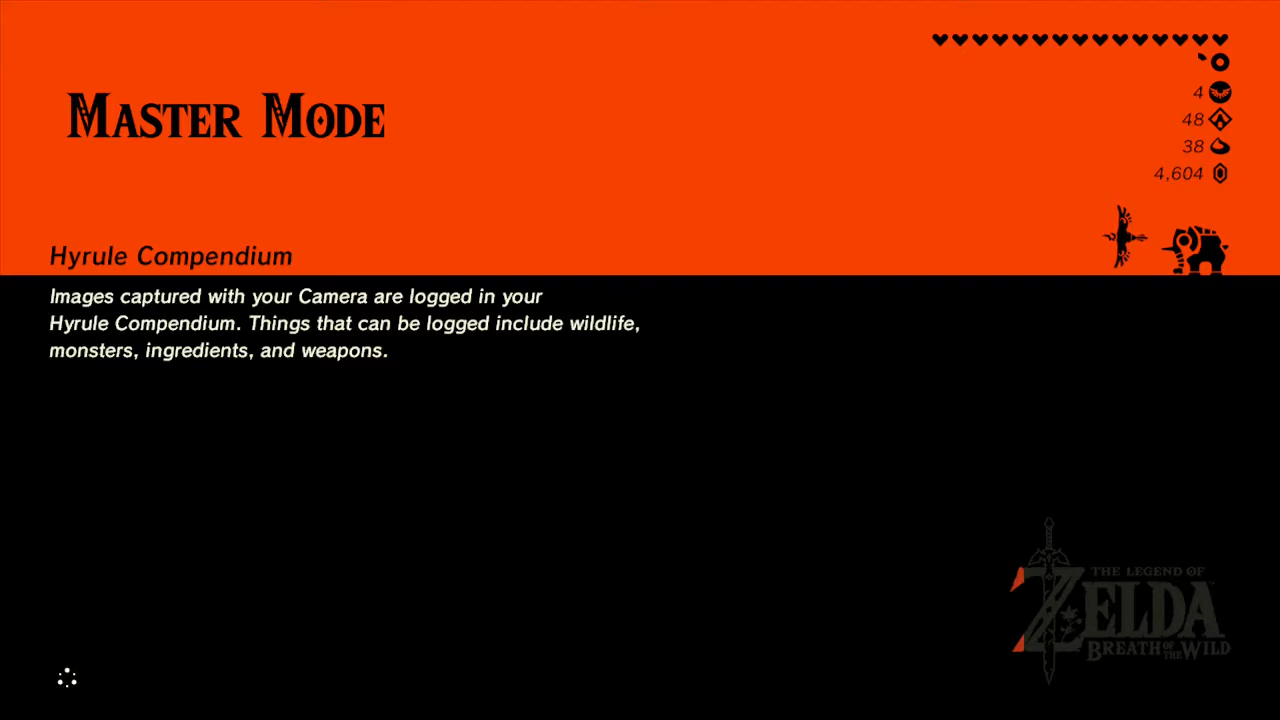 MASTER MODE
4
48
38
4,604
Hyrule Compendium
Images captured with your Camera are logged in your
Hyrule Compendium. Things that can be logged include wildlife,
monsters, ingredients, and weapons.
THE LEGEND OF
ZELDA
BREATH OF THE WILD